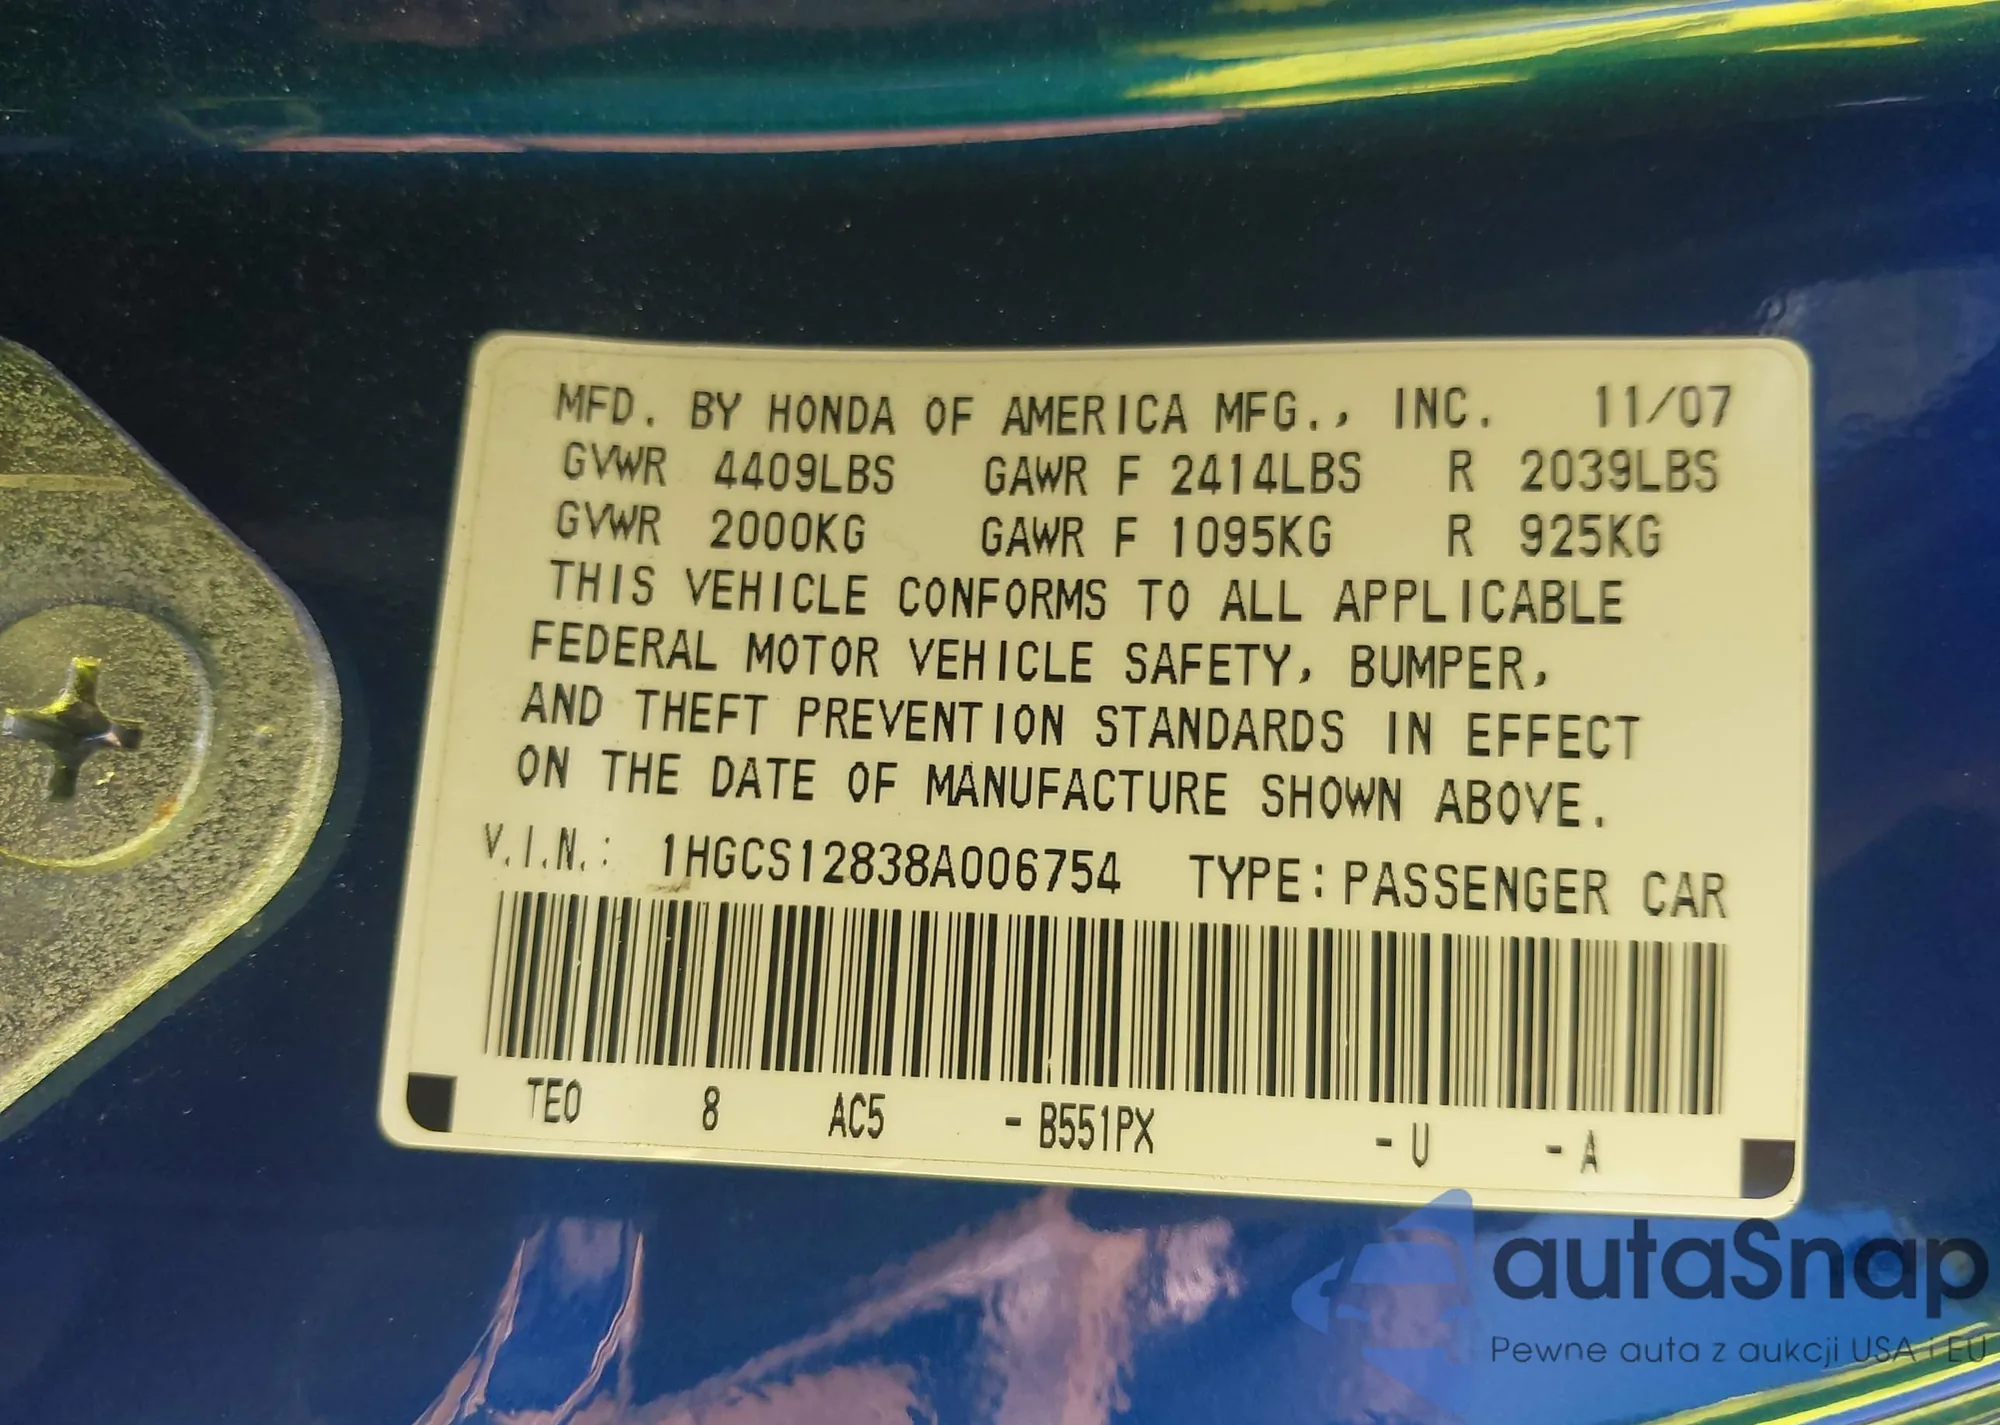 MFD. BY HONDA OF AMERICA MFG., INC. 11/07
GVWR 4409LBS GAWR F 2414LBS R 2039LBS
GVWR 2000KG GAWR F 1095KG R 925KG
THIS VEHICLE CONFORMS TO ALL APPLICABLE
FEDERAL MOTOR VEHICLE SAFETY, BUMPER,
AND THEFT PREVENTION STANDARDS IN EFFECT
ON THE DATE OF MANUFACTURE SHOWN ABOVE.
V.I.N.: 1HGCS12838A006754 TYPE: PASSENGER CAR
TE0 8 AC5 - B551PX - U - A
autaSnap
Pewne auta z aukcji USA i EU